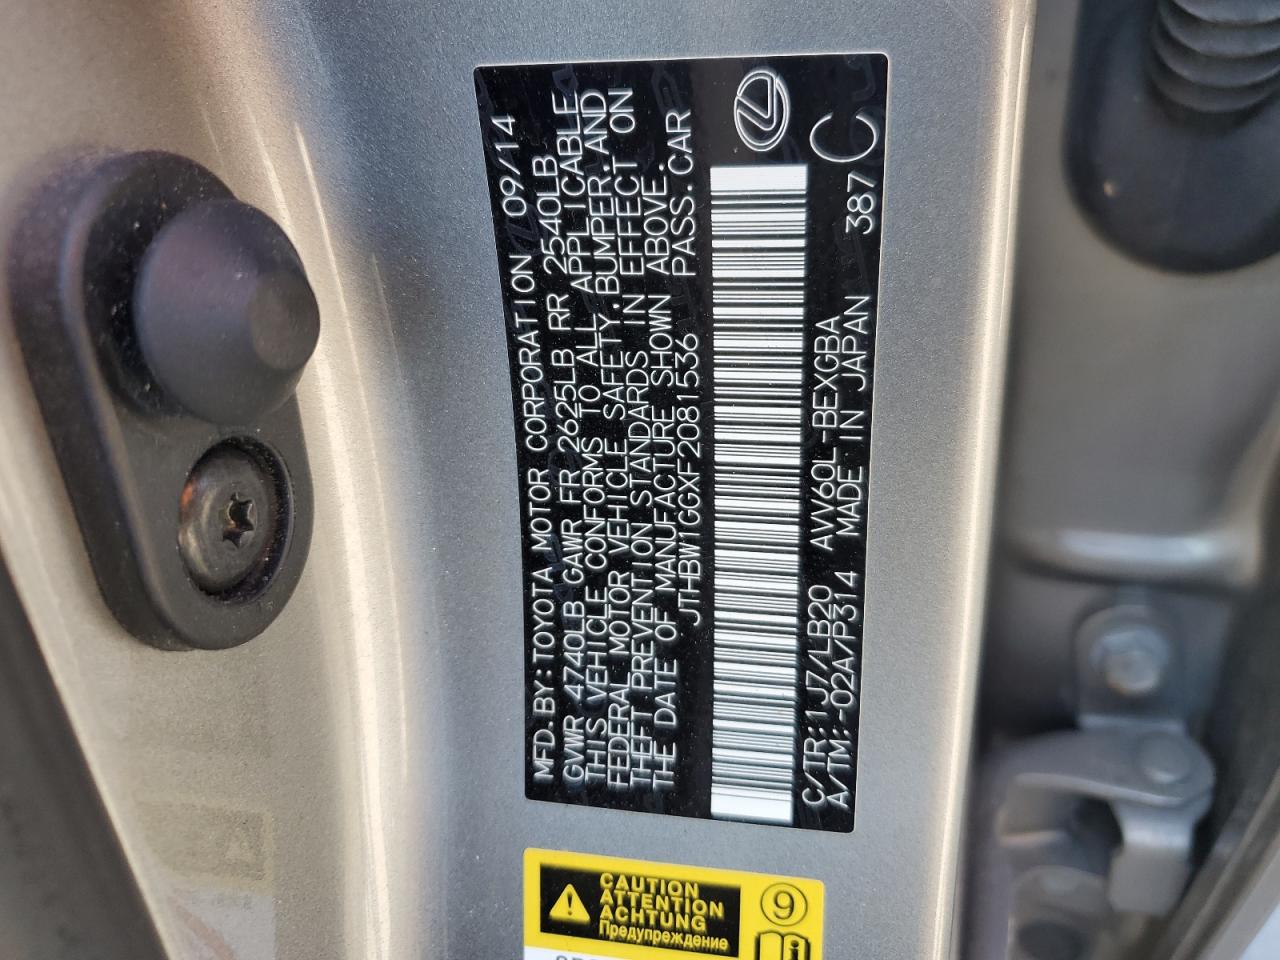 MFD.BY:TOYOTA MOTOR CORPORATION 09/14
GVWR 4740LB GAWR FR 2625LB RR 2540LB
THIS VEHICLE CONFORMS TO ALL APPLICABLE
FEDERAL MOTOR VEHICLE SAFETY,BUMPER,AND
THEFT PREVENTION STANDARDS IN EFFECT ON
THE DATE OF MANUFACTURE SHOWN ABOVE.
JTHBW1GGXF2081536 PASS.CAR
C/TR:1J7/LB20 AW60L-BEXGBA
A/TM:-02A/P314 MADE IN JAPAN 387 C
CAUTION
ATTENTION
ACHTUNG
Предупреждение
9
i